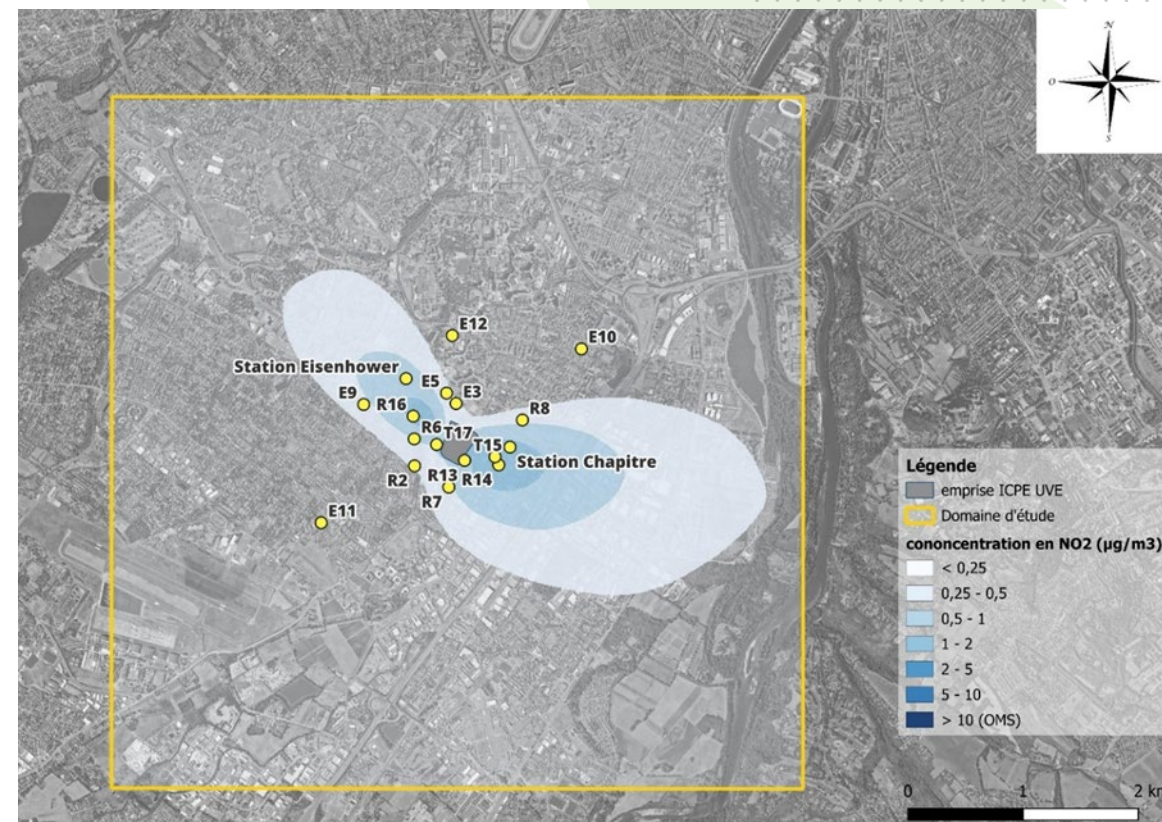 N
O
S
E12
E10
Station Eisenhower
E5
E3
E9
R16
R8
R6
T17
T15
Station Chapitre
R2
R13
R14
R7
E11
Légende
emprise ICPE UVE
Domaine d'étude
cononcentration en NO2 (µg/m3)
< 0,25
0,25 - 0,5
0,5 - 1
1 - 2
2 - 5
5 - 10
> 10 (OMS)
0 1 2 km